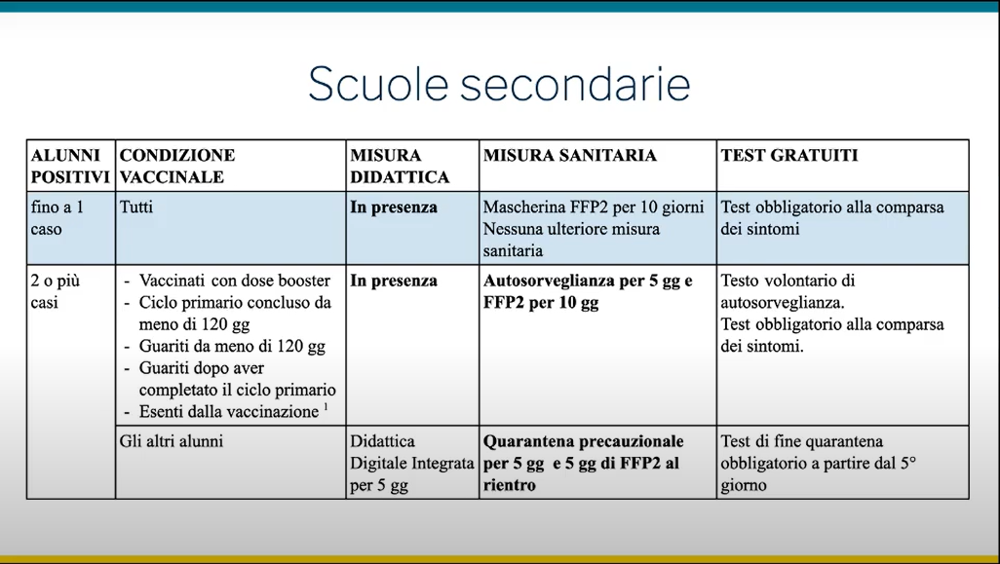 Scuole secondarie
ALUNNI POSITIVI
CONDIZIONE VACCINALE
MISURA DIDATTICA
MISURA SANITARIA
TEST GRATUITI
fino a 1
caso
Tutti
In presenza
Mascherina FFP2 per 10 giorni
Nessuna ulteriore misura
sanitaria
Test obbligatorio alla comparsa
dei sintomi
2 o più
casi
- Vaccinati con dose booster
- Ciclo primario concluso da
meno di 120 gg
- Guariti da meno di 120 gg
- Guariti dopo aver
completato il ciclo primario
- Esenti dalla vaccinazione ¹
In presenza
Autosorveglianza per 5 gg e
FFP2 per 10 gg
Testo volontario di
autosorveglianza.
Test obbligatorio alla comparsa
dei sintomi.
Gli altri alunni
Didattica
Digitale Integrata
per 5 gg
Quarantena precauzionale
per 5 gg e 5 gg di FFP2 al
rientro
Test di fine quarantena
obbligatorio a partire dal 5°
giorno